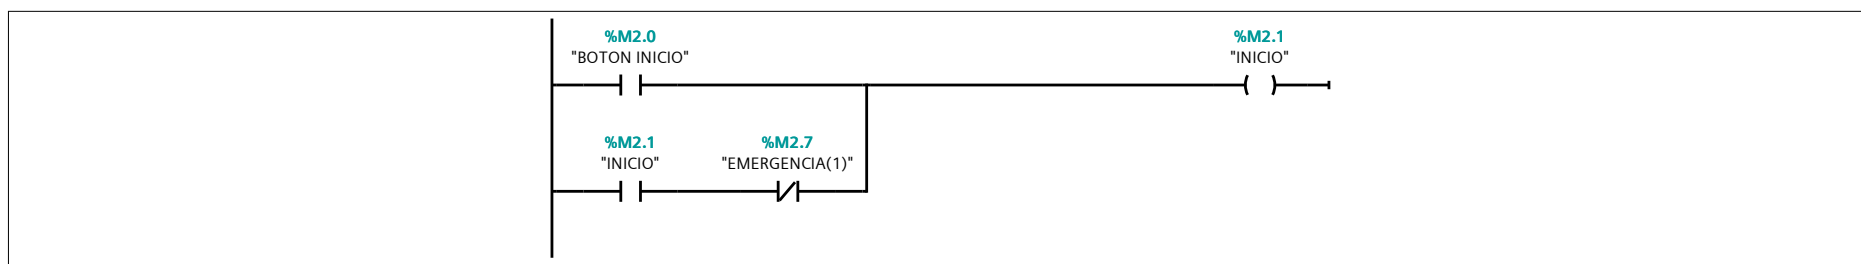 %M2.0
"BOTON INICIO"
%M2.1
"INICIO"
%M2.1
"INICIO"
%M2.7
"EMERGENCIA(1)"